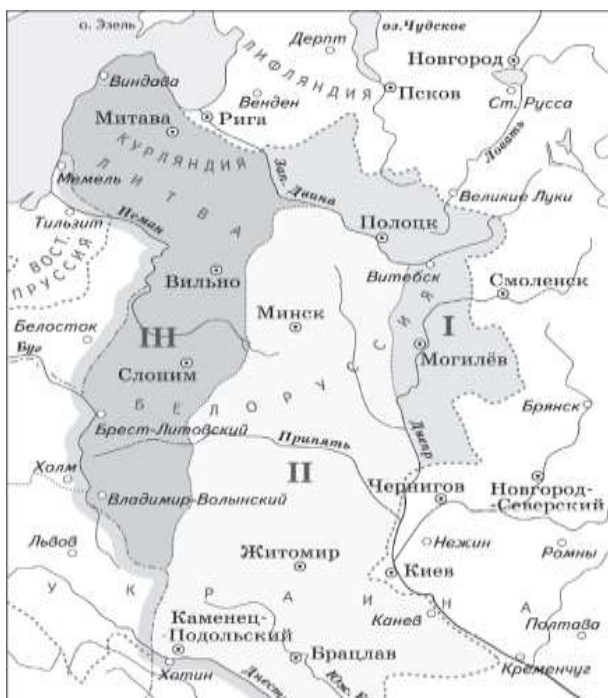 о. Эзель
оз.Чудское
Дерпт
Новгород
ЛИФЛЯНДИЯ
Виндава
Псков
Ст. Русса
Венден
Митава
Рига
КУРЛЯНДИЯ
Ловать
ЛИТВА
Мемель
Зап. Двина
Великие Луки
Неман
Тильзит
Полоцк
ВОСТ.
ПРУССИЯ
Витебск
Вильно
Смоленск
Белосток
Минск
I
III
Буг
Могилёв
Слоним
БЕЛОРУССИЯ
Брянск
Брест-Литовский
Припять
Днепр
Холм
II
Чернигов
Новгород-
-Северский
Владимир-Волынский
Львов
Нежин
Ромны
Житомир
Киев
УКРАИНА
Каменец-
-Подольский
Канев
Полтава
Брацлав
Хотин
Днест
Юж.
Кременчуг